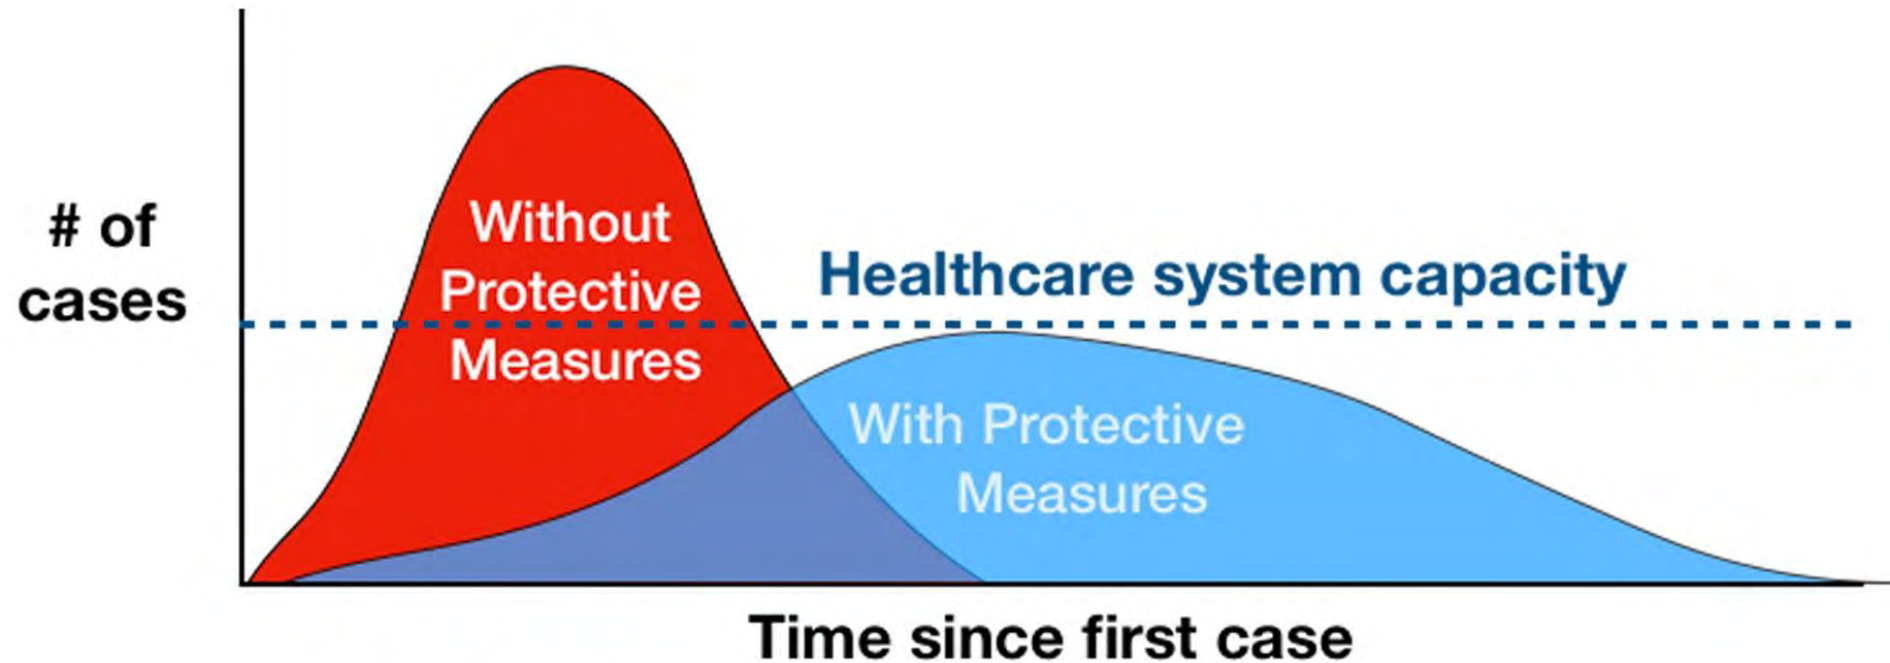 # of
cases
Without
Protective
Measures
Healthcare system capacity
With Protective
Measures
Time since first case